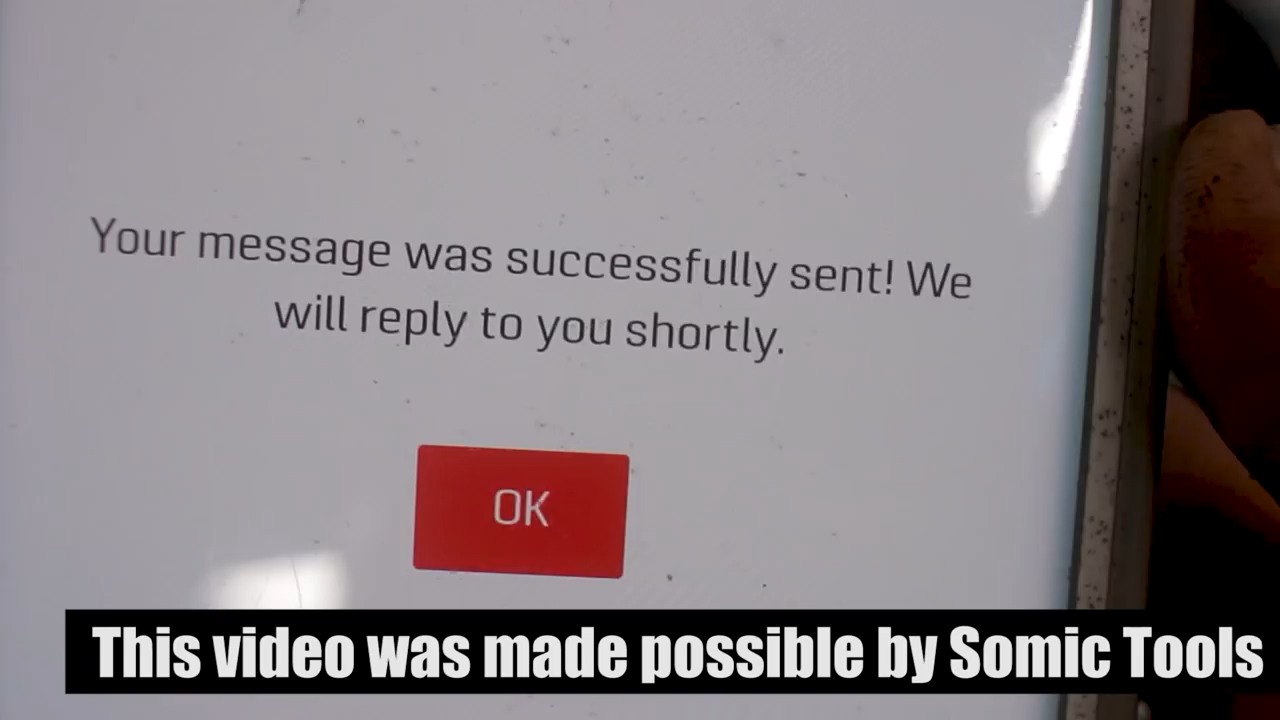 Your message was successfully sent! We
will reply to you shortly.
OK
This video was made possible by Somic Tools